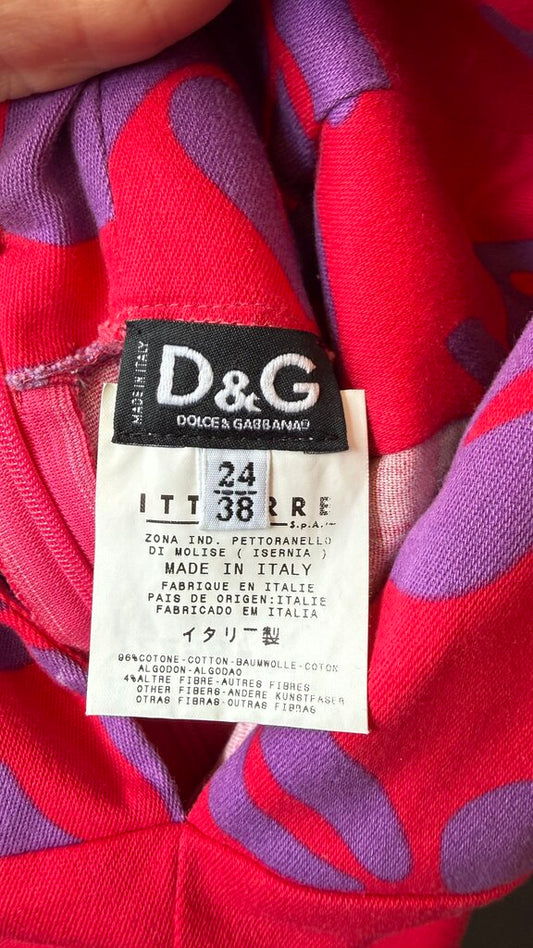 MADE IN ITALY
D&G
DOLCE & GABBANA
24
38
S.p.A.
ZONA IND. PETTORANELLO
DI MOLISE ( ISERNIA )
MADE IN ITALY
FABRIQUE EN ITALIE
PAIS DE ORIGEN:ITALIE
FABRICADO EM ITALIA
イタリー製
96%COTONE-COTTON-BAUMWOLLE-COTON
ALGODON-ALGODAO
4%ALTRE FIBRE-AUTRES FIBRES
OTHER FIBERS-ANDERE KUNSTFASER
OTRAS FIBRAS-OUTRAS FIBRAS